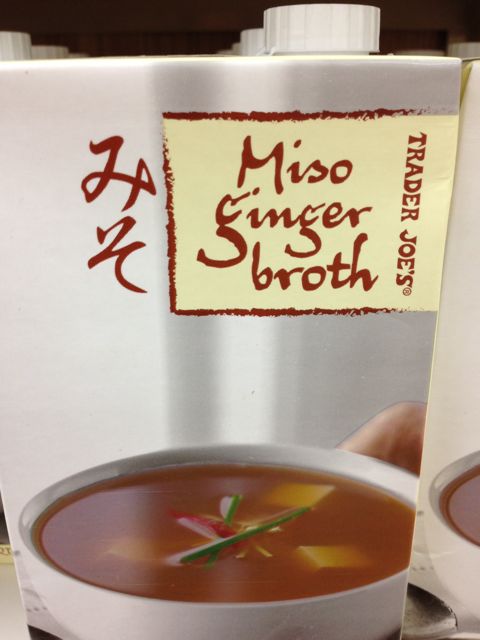 みそ
Miso
ginger
broth
TRADER JOE'S®